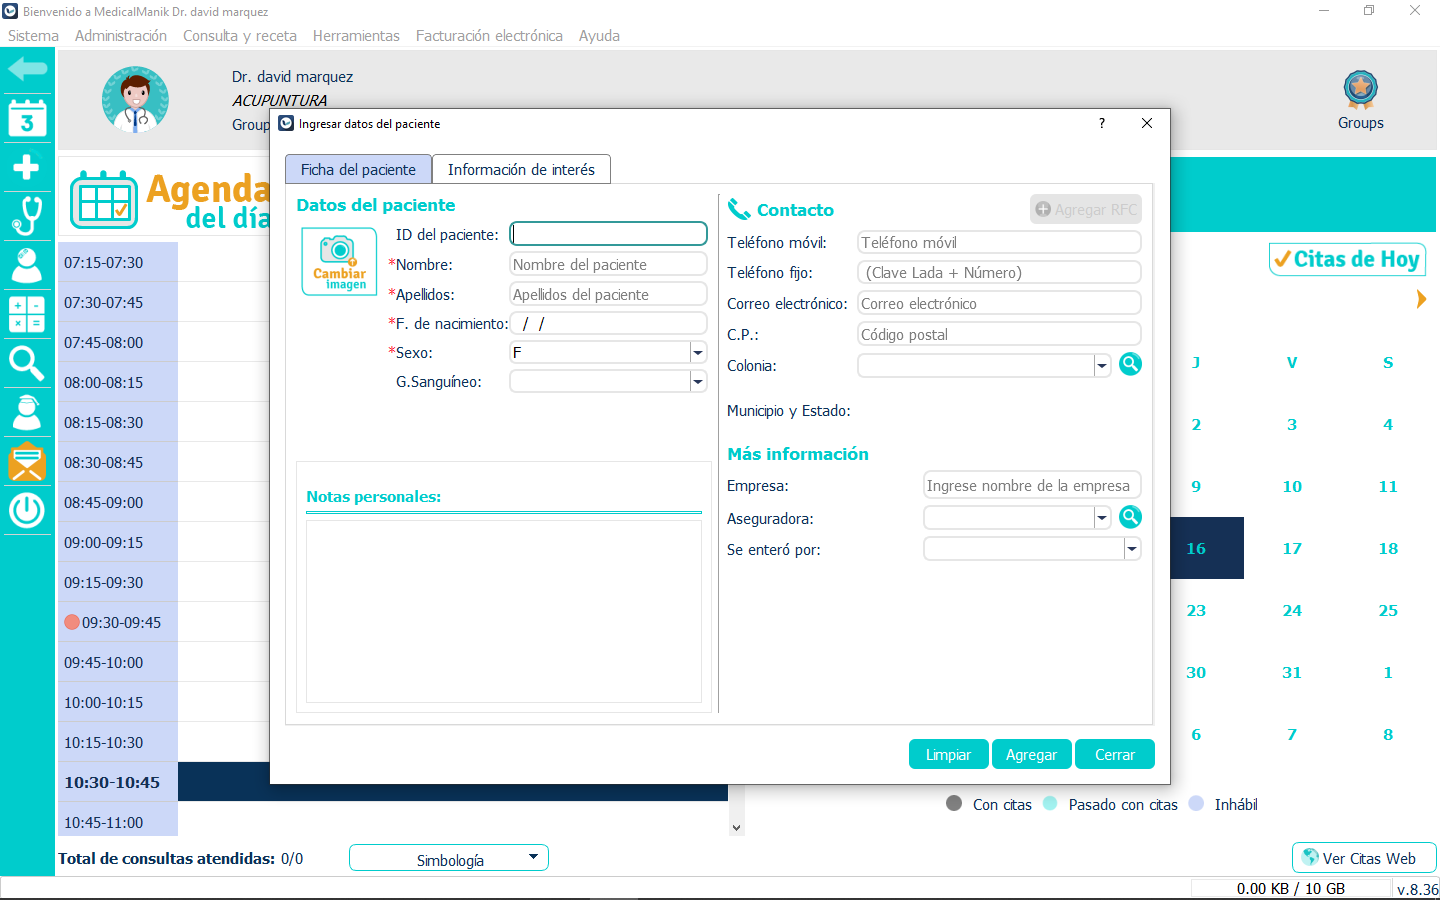 Bienvenido a MedicalManik Dr. david marquez
Sistema Administración Consulta y receta Herramientas Facturación electrónica Ayuda
3
Dr. david marquez
ACUPUNTURA
Group
Groups
Agenda
del día
Ingresar datos del paciente
?
Ficha del paciente
Información de interés
Datos del paciente
Cambiar
imagen
ID del paciente:
*Nombre: Nombre del paciente
*Apellidos: Apellidos del paciente
*F. de nacimiento: / /
*Sexo: F
G.Sanguíneo:
Notas personales:
Contacto
Agregar RFC
Teléfono móvil: Teléfono móvil
Teléfono fijo: (Clave Lada + Número)
Correo electrónico: Correo electrónico
C.P.: Código postal
Colonia:
Municipio y Estado:
Más información
Empresa: Ingrese nombre de la empresa
Aseguradora:
Se enteró por:
Limpiar Agregar Cerrar
07:15-07:30
07:30-07:45
07:45-08:00
08:00-08:15
08:15-08:30
08:30-08:45
08:45-09:00
09:00-09:15
09:15-09:30
09:30-09:45
09:45-10:00
10:00-10:15
10:15-10:30
10:30-10:45
10:45-11:00
Citas de Hoy
J V S
2 3 4
9 10 11
16 17 18
23 24 25
30 31 1
6 7 8
Con citas Pasado con citas Inhábil
Total de consultas atendidas: 0/0
Simbología
Ver Citas Web
0.00 KB / 10 GB
v.8.36